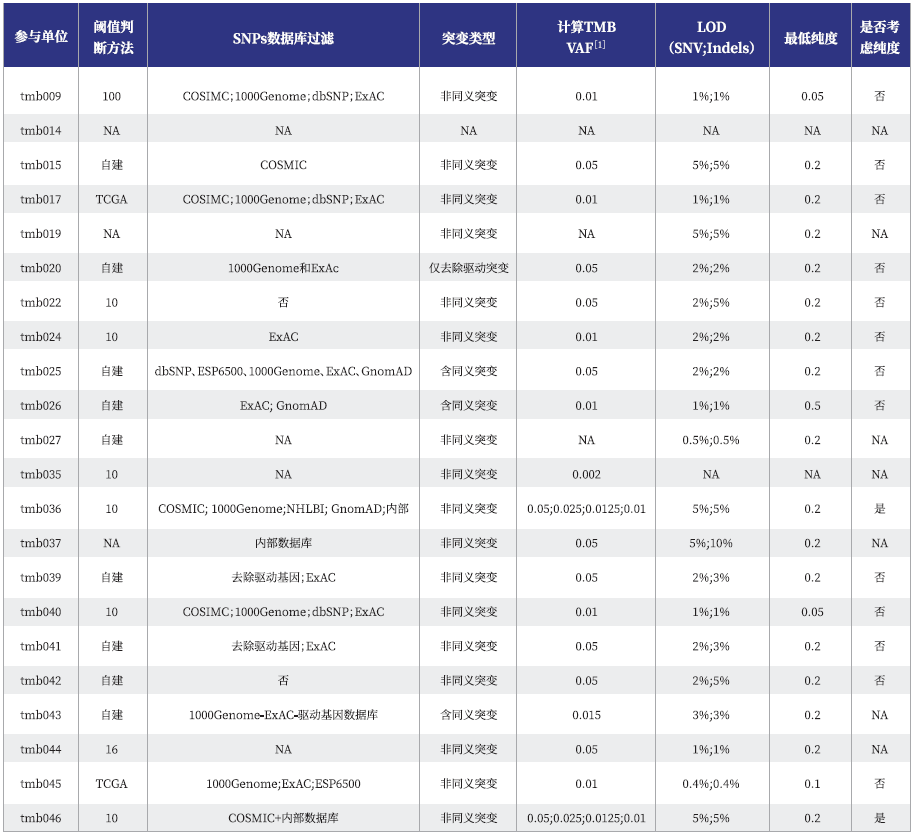 参与单位 阈值判断方法 SNPs数据库过滤 突变类型 计算TMB VAF[1] LOD（SNV;Indels） 最低纯度 是否考虑纯度
tmb009 100 COSIMC;1000Genome;dbSNP;ExAC 非同义突变 0.01 1%;1% 0.05 否
tmb014 NA NA NA NA NA NA NA
tmb015 自建 COSMIC 非同义突变 0.05 5%;5% 0.2 否
tmb017 TCGA COSIMC;1000Genome;dbSNP;ExAC 非同义突变 0.01 1%;1% 0.2 否
tmb019 NA NA 非同义突变 NA 5%;5% 0.2 NA
tmb020 自建 1000Genome和ExAc 仅去除驱动突变 0.05 2%;2% 0.2 否
tmb022 10 否 非同义突变 0.05 2%;5% 0.2 否
tmb024 10 ExAC 非同义突变 0.01 2%;2% 0.2 否
tmb025 自建 dbSNP、ESP6500、1000Genome、ExAC、GnomAD 含同义突变 0.05 2%;2% 0.2 否
tmb026 自建 ExAC; GnomAD 含同义突变 0.01 1%;1% 0.5 否
tmb027 自建 NA 非同义突变 NA 0.5%;0.5% 0.2 NA
tmb035 10 NA 非同义突变 0.002 NA NA NA
tmb036 10 COSMIC; 1000Genome;NHLBI; GnomAD;内部 非同义突变 0.05;0.025;0.0125;0.01 5%;5% 0.2 是
tmb037 NA 内部数据库 非同义突变 0.05 5%;10% 0.2 NA
tmb039 自建 去除驱动基因;ExAC 非同义突变 0.05 2%;3% 0.2 否
tmb040 10 COSIMC;1000Genome;dbSNP;ExAC 非同义突变 0.01 1%;1% 0.05 否
tmb041 自建 去除驱动基因;ExAC 非同义突变 0.05 2%;3% 0.2 否
tmb042 自建 否 非同义突变 0.05 2%;5% 0.2 否
tmb043 自建 1000Genome-ExAC-驱动基因数据库 含同义突变 0.015 3%;3% 0.2 NA
tmb044 16 NA 非同义突变 0.05 1%;1% 0.2 NA
tmb045 TCGA 1000Genome;ExAC;ESP6500 非同义突变 0.01 0.4%;0.4% 0.1 否
tmb046 10 COSMIC+内部数据库 非同义突变 0.05;0.025;0.0125;0.01 5%;5% 0.2 是